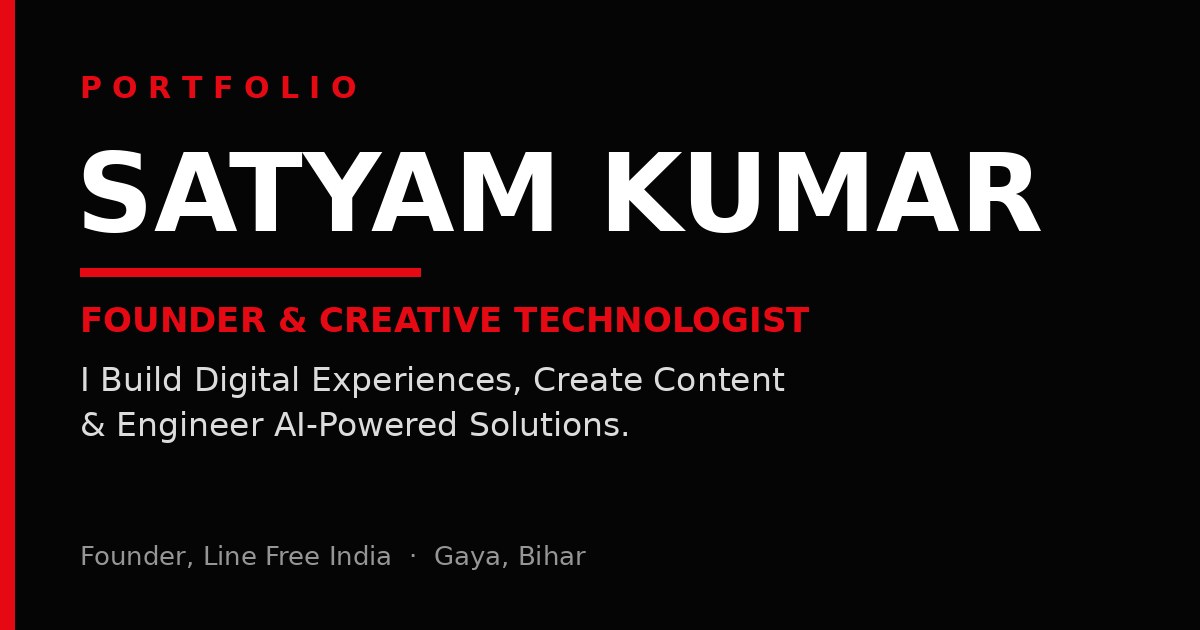 PORTFOLIO
SATYAM KUMAR
FOUNDER & CREATIVE TECHNOLOGIST
I Build Digital Experiences, Create Content
& Engineer AI-Powered Solutions.
Founder, Line Free India · Gaya, Bihar